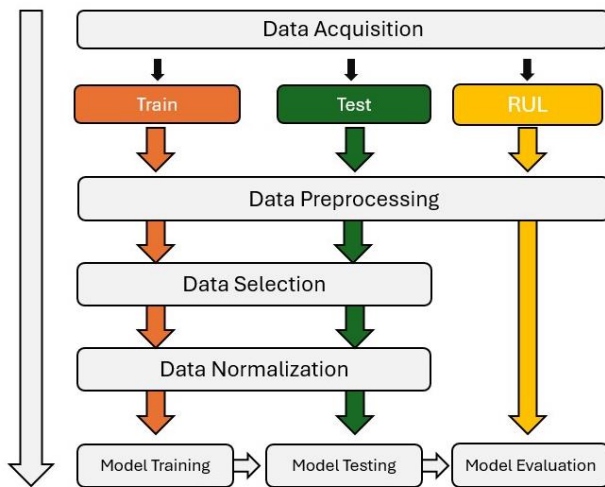 Data Acquisition
Train
Test
RUL
Data Preprocessing
Data Selection
Data Normalization
Model Training
Model Testing
Model Evaluation